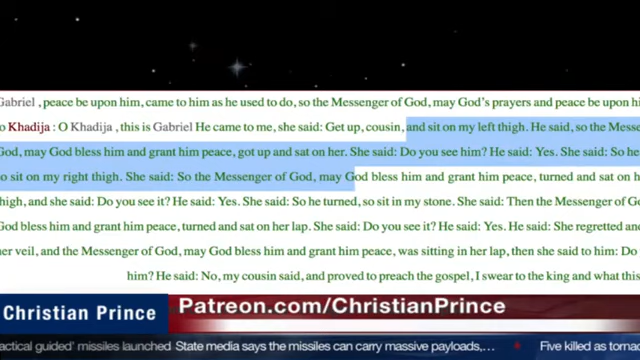 Gabriel , peace be upon him, came to him as he used to do, so the Messenger of God, may God's prayers and peace be upon hi
o Khadija : O Khadija , this is Gabriel He came to me, she said: Get up, cousin, and sit on my left thigh. He said, so the Messe
God, may God bless him and grant him peace, got up and sat on her. She said: Do you see him? He said: Yes. She said: So he
o sit on my right thigh. She said: So the Messenger of God, may God bless him and grant him peace, turned and sat on h
high, and she said: Do you see it? He said: Yes. She said: So he turned, so sit in my stone. She said: Then the Messenger of G
God bless him and grant him peace, turned and sat on her lap. She said: Do you see it? He said: Yes. He said: She regretted and
her veil, and the Messenger of God, may God bless him and grant him peace, was sitting in her lap, then she said to him: Do
him? He said: No, my cousin said, and proved to preach the gospel, I swear to the king and what this
Christian Prince
Patreon.com/ChristianPrince
actical guided' missiles launched State media says the missiles can carry massive payloads,... Five killed as torna